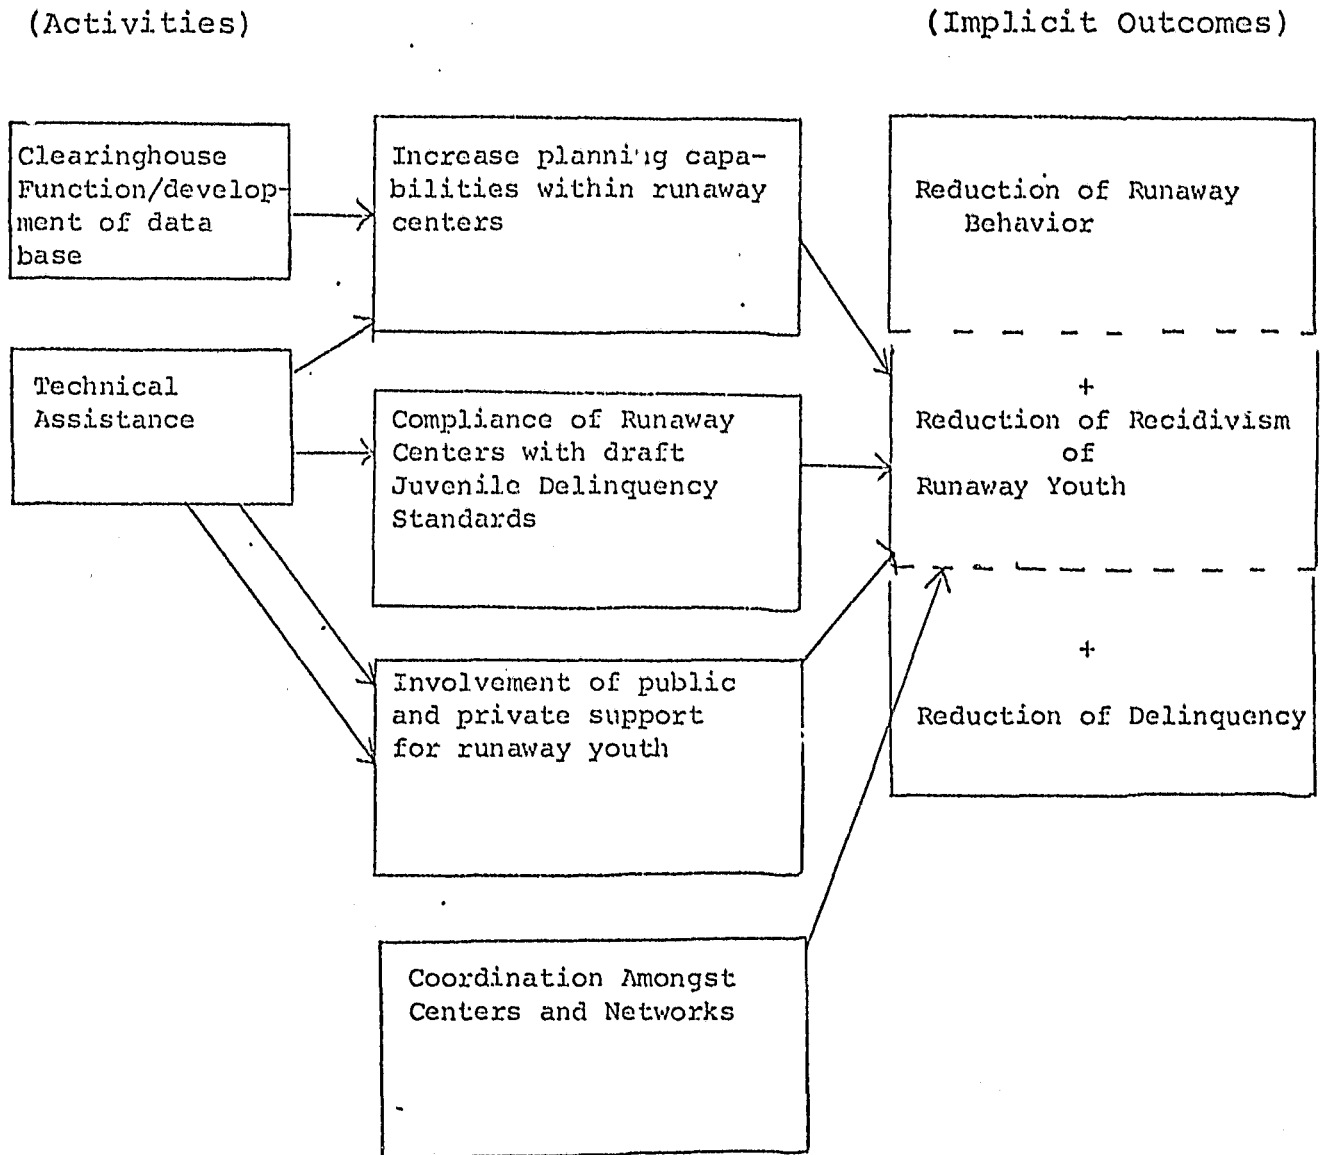 (Activities)
(Implicit Outcomes)
Clearinghouse
Function/develop-
ment of data
base
Increase planning capa-
bilities within runaway
centers
Reduction of Runaway
Behavior
Technical
Assistance
Compliance of Runaway
Centers with draft
Juvenile Delinquency
Standards
+
Reduction of Recidivism
of
Runaway Youth
Involvement of public
and private support
for runaway youth
+
Reduction of Delinquency
Coordination Amongst
Centers and Networks